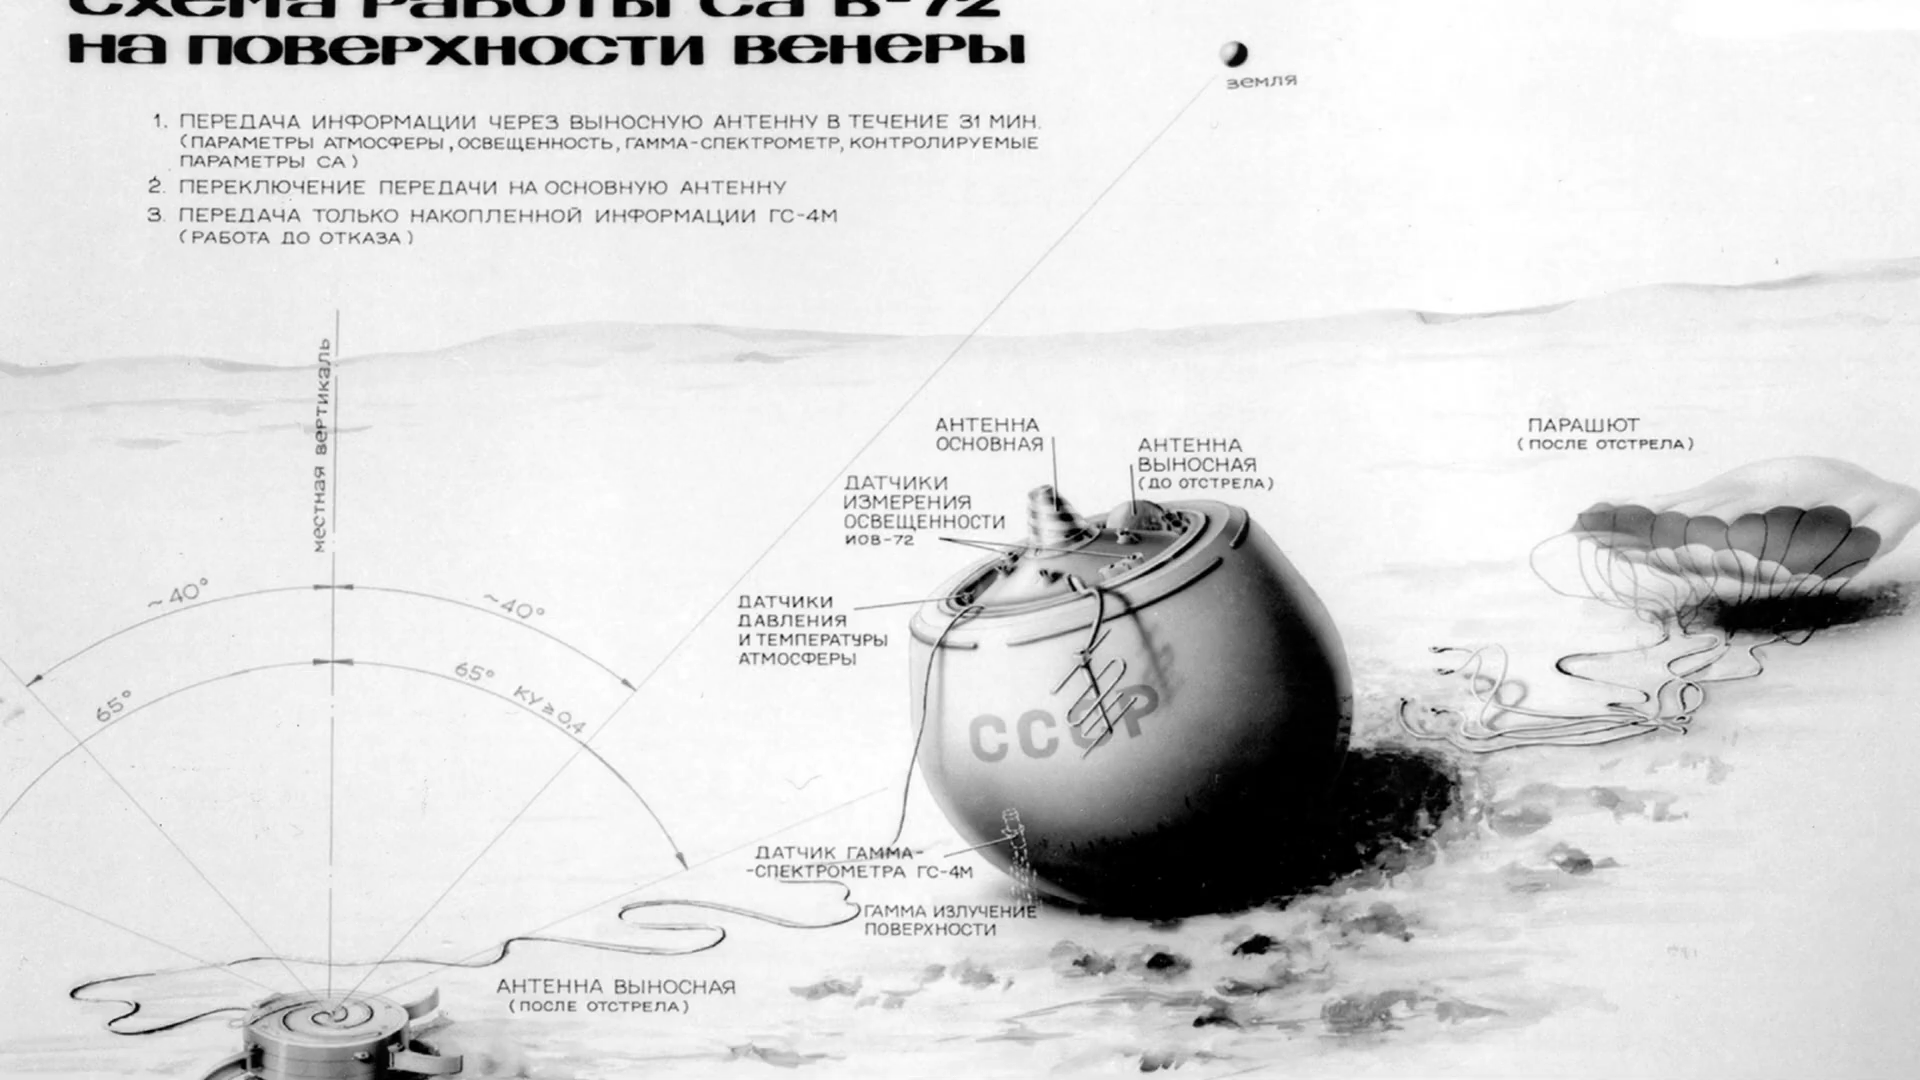 Схема работы Са В-72
на поверхности венеры
земля
1. ПЕРЕДАЧА ИНФОРМАЦИИ ЧЕРЕЗ ВЫНОСНУЮ АНТЕННУ В ТЕЧЕНИЕ 31 МИН.
(ПАРАМЕТРЫ АТМОСФЕРЫ, ОСВЕЩЕННОСТЬ, ГАММА-СПЕКТРОМЕТР, КОНТРОЛИРУЕМЫЕ
ПАРАМЕТРЫ СА)
2. ПЕРЕКЛЮЧЕНИЕ ПЕРЕДАЧИ НА ОСНОВНУЮ АНТЕННУ
3. ПЕРЕДАЧА ТОЛЬКО НАКОПЛЕННОЙ ИНФОРМАЦИИ ГС-4М
(РАБОТА ДО ОТКАЗА)
местная вертикаль
~40°
~40°
65°
65° КУ≥0,4
АНТЕННА
ОСНОВНАЯ
АНТЕННА
ВЫНОСНАЯ
(ДО ОТСТРЕЛА)
ПАРАШЮТ
(ПОСЛЕ ОТСТРЕЛА)
ДАТЧИКИ
ИЗМЕРЕНИЯ
ОСВЕЩЕННОСТИ
ИОВ-72
ДАТЧИКИ
ДАВЛЕНИЯ
И ТЕМПЕРАТУРЫ
АТМОСФЕРЫ
СССР
ДАТЧИК ГАММА-
-СПЕКТРОМЕТРА ГС-4М
ГАММА ИЗЛУЧЕНИЕ
ПОВЕРХНОСТИ
АНТЕННА ВЫНОСНАЯ
(ПОСЛЕ ОТСТРЕЛА)